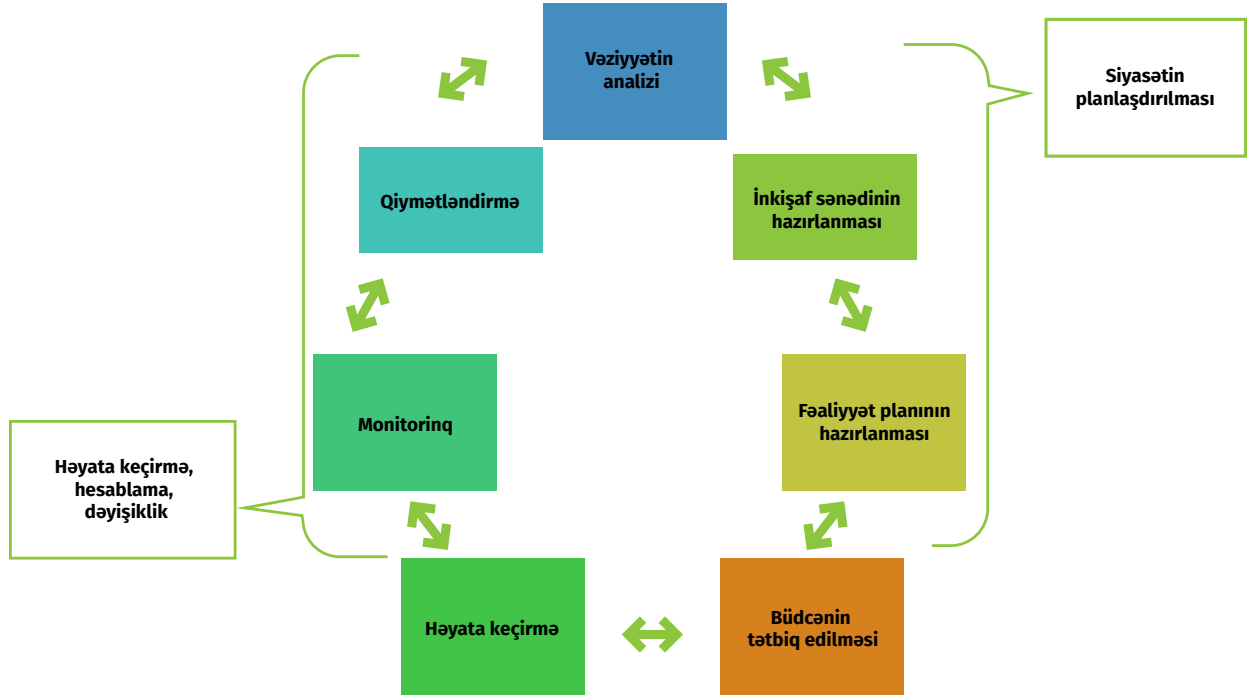 Vəziyyətin
analizi
Siyasətin
planlaşdırılması
Qiymətləndirmə
İnkişaf sənədinin
hazırlanması
Monitorinq
Fəaliyyət planının
hazırlanması
Həyata keçirmə,
hesablama,
dəyişiklik
Həyata keçirmə
Büdcənin
tətbiq edilməsi